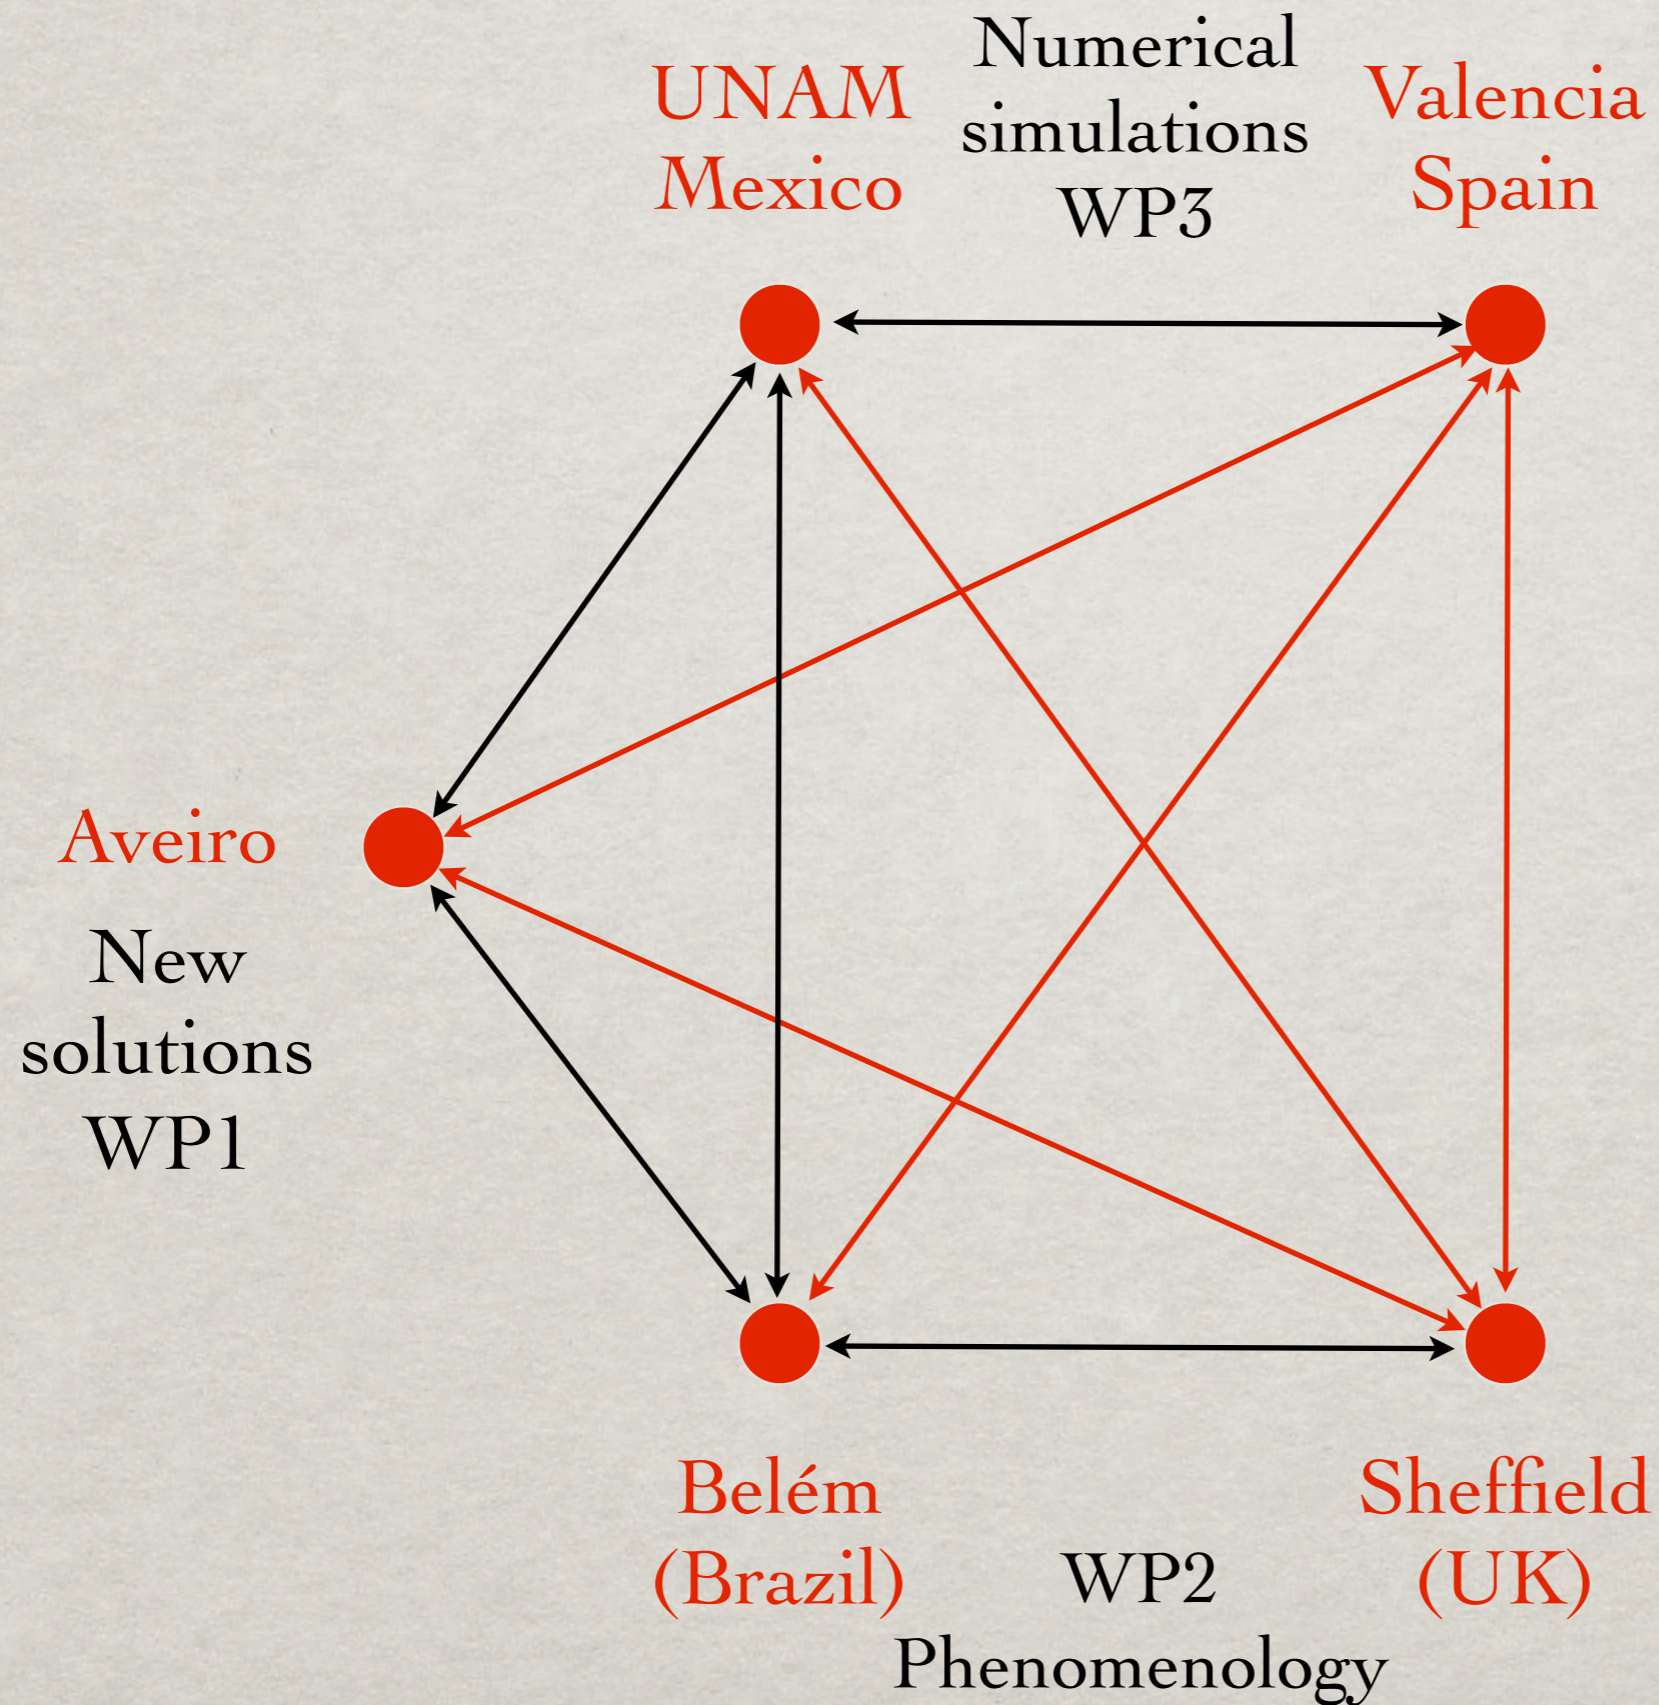 UNAM
Mexico
Numerical
simulations
WP3
Valencia
Spain
Aveiro
New
solutions
WP1
Belém
(Brazil)
WP2
Phenomenology
Sheffield
(UK)